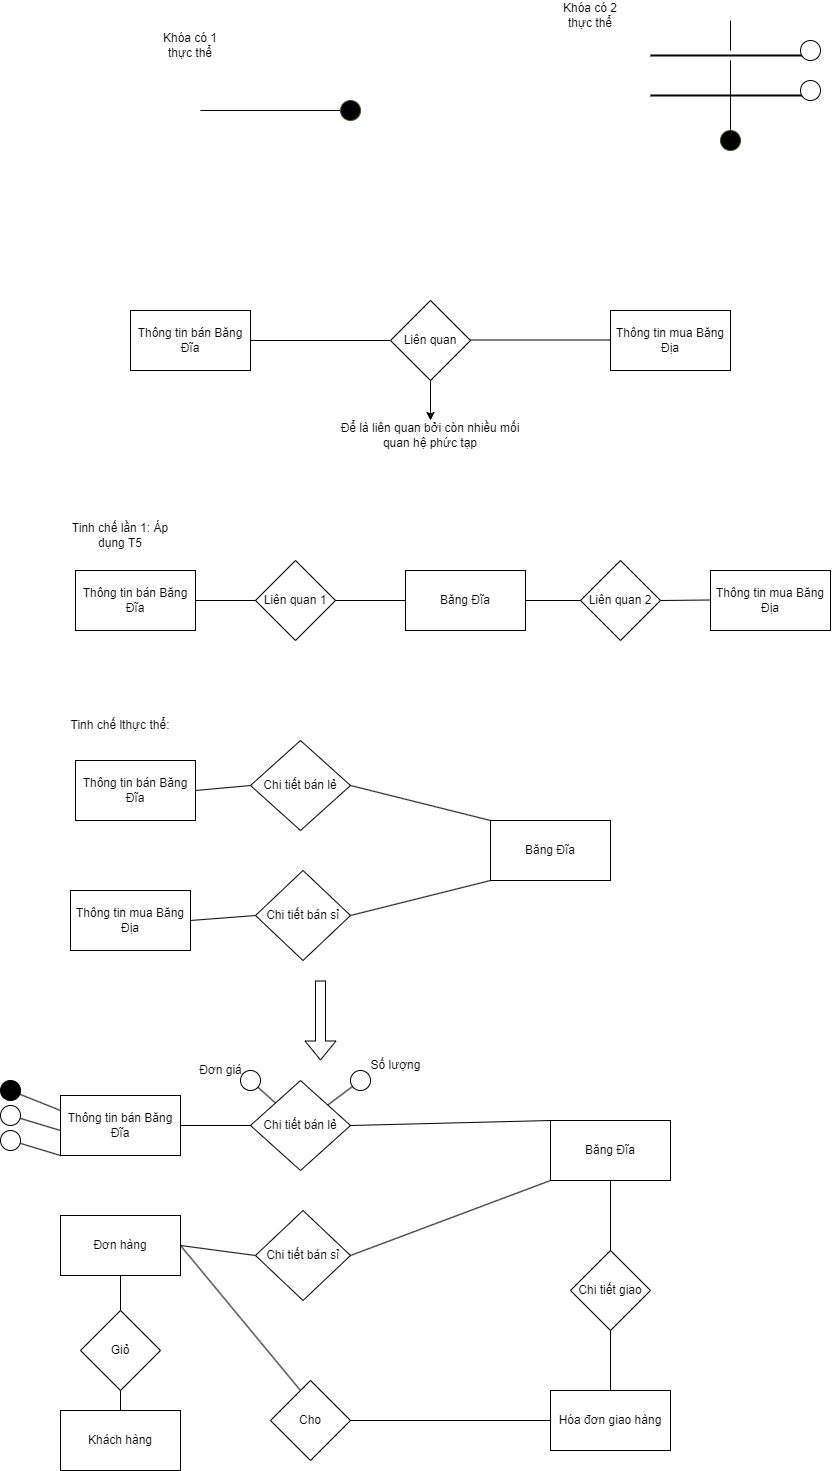 Khóa có 1
thực thể
Khóa có 2
thực thể
Thông tin bán Băng
Đĩa
Liên quan
Thông tin mua Băng
Địa
Để là liên quan bởi còn nhiều mối
quan hệ phức tạp
Tinh chế lần 1: Áp
dụng T5
Thông tin bán Băng
Đĩa
Liên quan 1
Băng Đĩa
Liên quan 2
Thông tin mua Băng
Địa
Tinh chế lthực thể:
Thông tin bán Băng
Đĩa
Chi tiết bán lẻ
Băng Đĩa
Thông tin mua Băng
Địa
Chi tiết bán sỉ
Đơn giá
Số lượng
Thông tin bán Băng
Đĩa
Chi tiết bán lẻ
Băng Đĩa
Đơn hàng
Chi tiết bán sỉ
Chi tiết giao
Giỏ
Khách hàng
Cho
Hóa đơn giao hàng